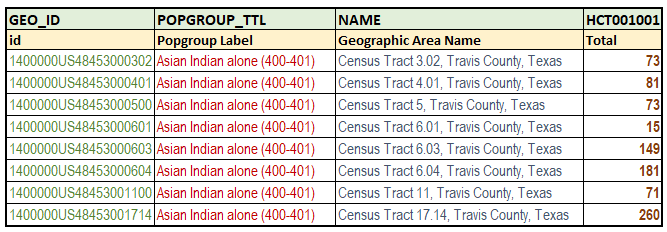 GEO_ID POPGROUP_TTL NAME HCT001001
id Popgroup Label Geographic Area Name Total
1400000US48453000302 Asian Indian alone (400-401) Census Tract 3.02, Travis County, Texas 73
1400000US48453000401 Asian Indian alone (400-401) Census Tract 4.01, Travis County, Texas 81
1400000US48453000500 Asian Indian alone (400-401) Census Tract 5, Travis County, Texas 73
1400000US48453000601 Asian Indian alone (400-401) Census Tract 6.01, Travis County, Texas 15
1400000US48453000603 Asian Indian alone (400-401) Census Tract 6.03, Travis County, Texas 149
1400000US48453000604 Asian Indian alone (400-401) Census Tract 6.04, Travis County, Texas 181
1400000US48453001100 Asian Indian alone (400-401) Census Tract 11, Travis County, Texas 71
1400000US48453001714 Asian Indian alone (400-401) Census Tract 17.14, Travis County, Texas 260